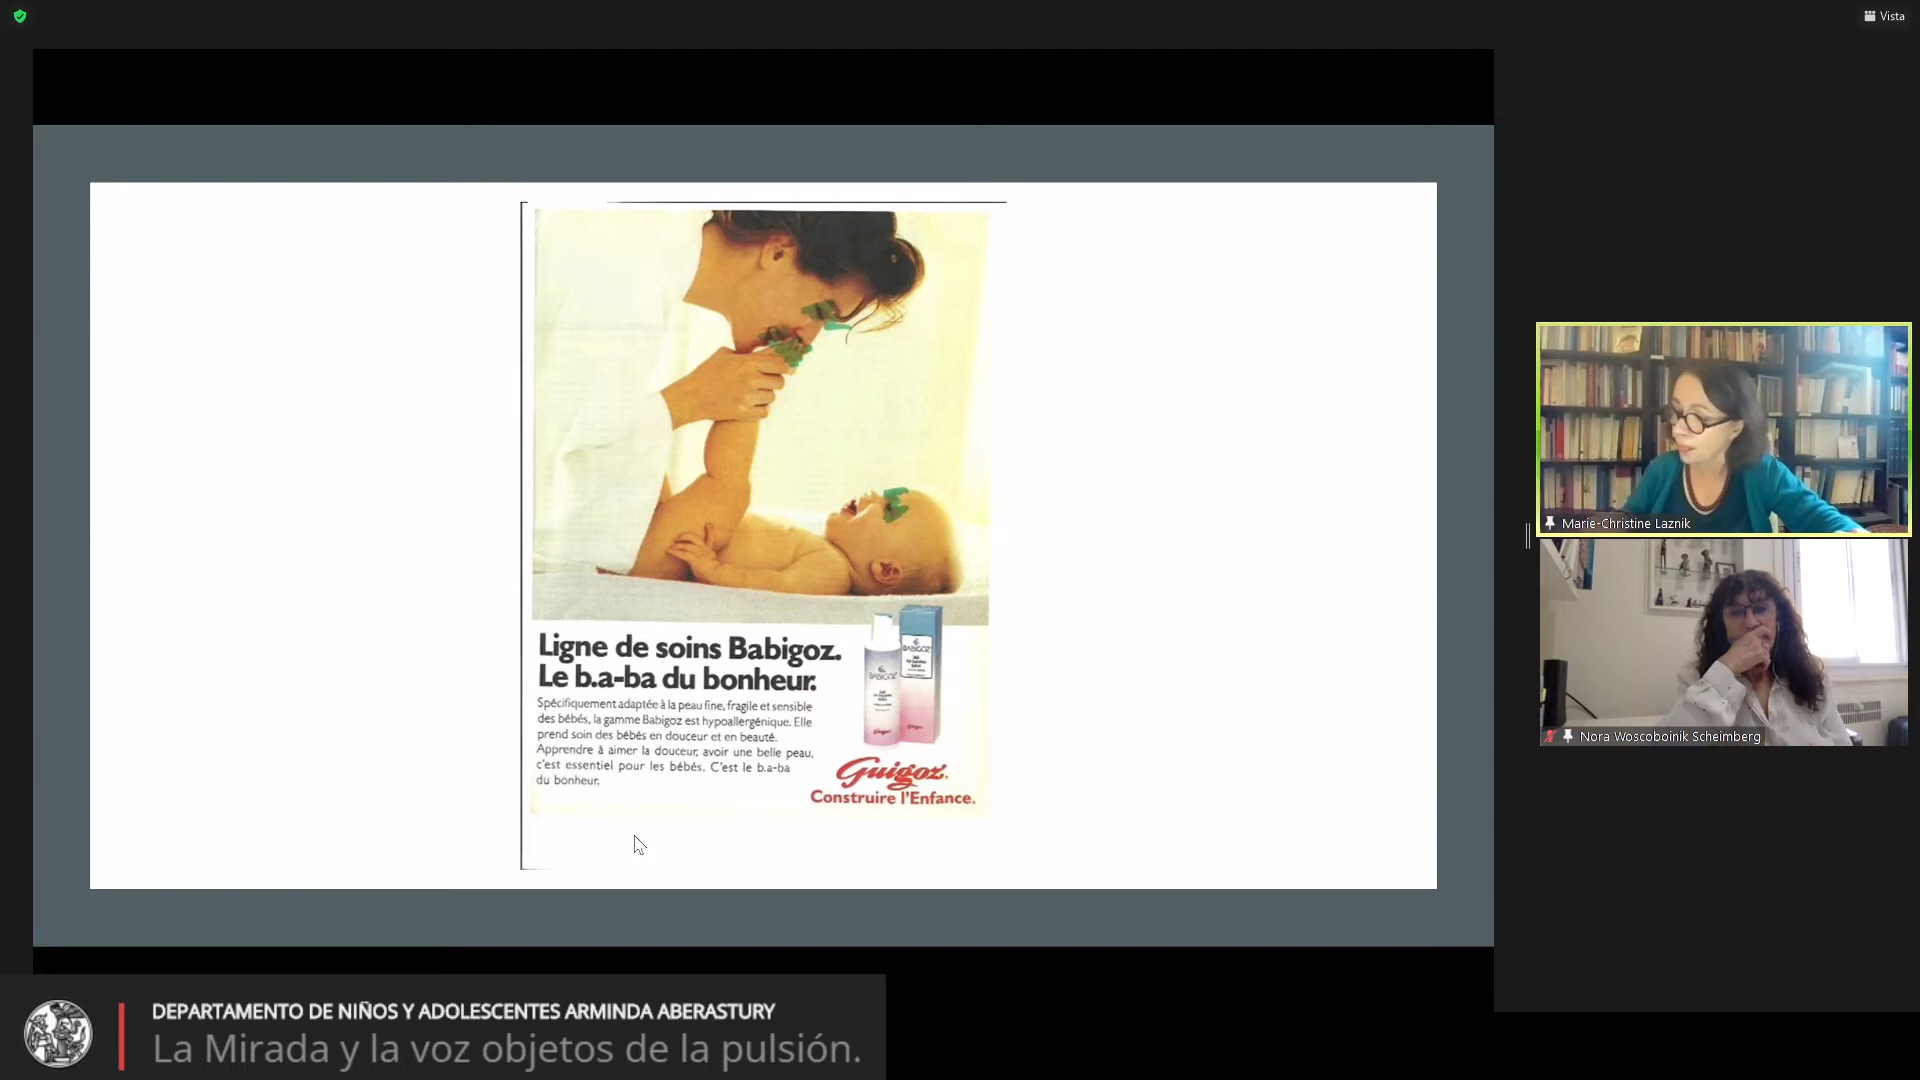 Vista
Ligne de soins Babigoz.
Le b.a-ba du bonheur.
Spécifiquement adaptée à la peau fine, fragile et sensible
des bébés, la gamme Babigoz est hypoallergénique. Elle
prend soin des bébés en douceur et en beauté.
Apprendre à aimer la douceur, avoir une belle peau,
c'est essentiel pour les bébés. C'est le b.a-ba
du bonheur.
BABIGOZ
BABIGOZ
Guigoz
Guigoz.
Construire l'Enfance.
Marie-Christine Laznik
Nora Woscoboinik Scheimberg
DEPARTAMENTO DE NIÑOS Y ADOLESCENTES ARMINDA ABERASTURY
La Mirada y la voz objetos de la pulsión.